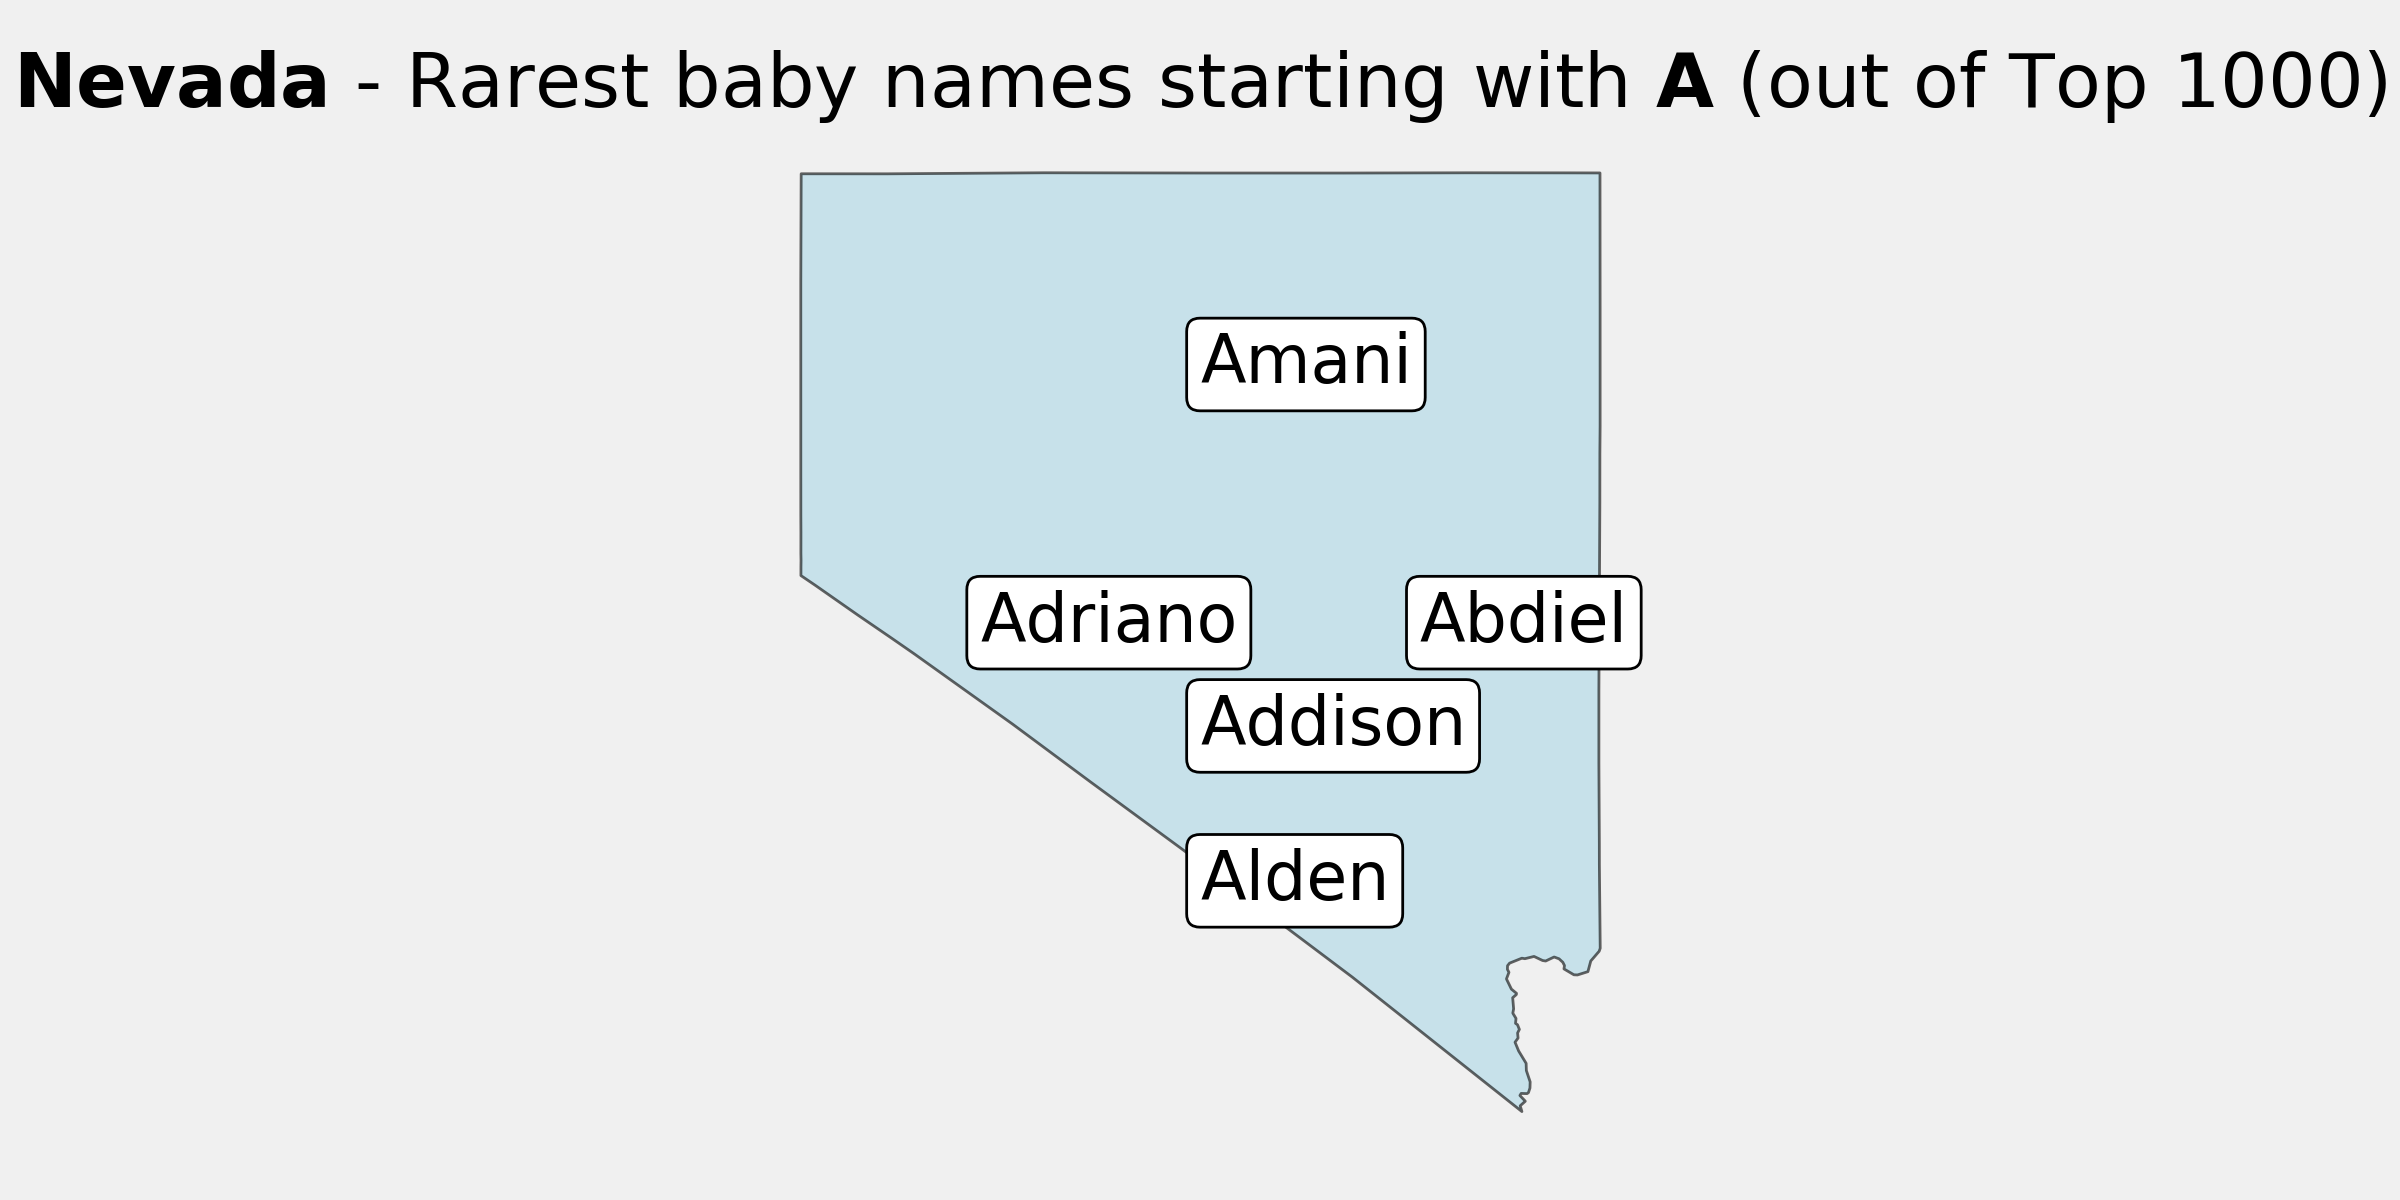 Nevada - Rarest baby names starting with A (out of Top 1000)
Amani
Adriano
Abdiel
Addison
Alden